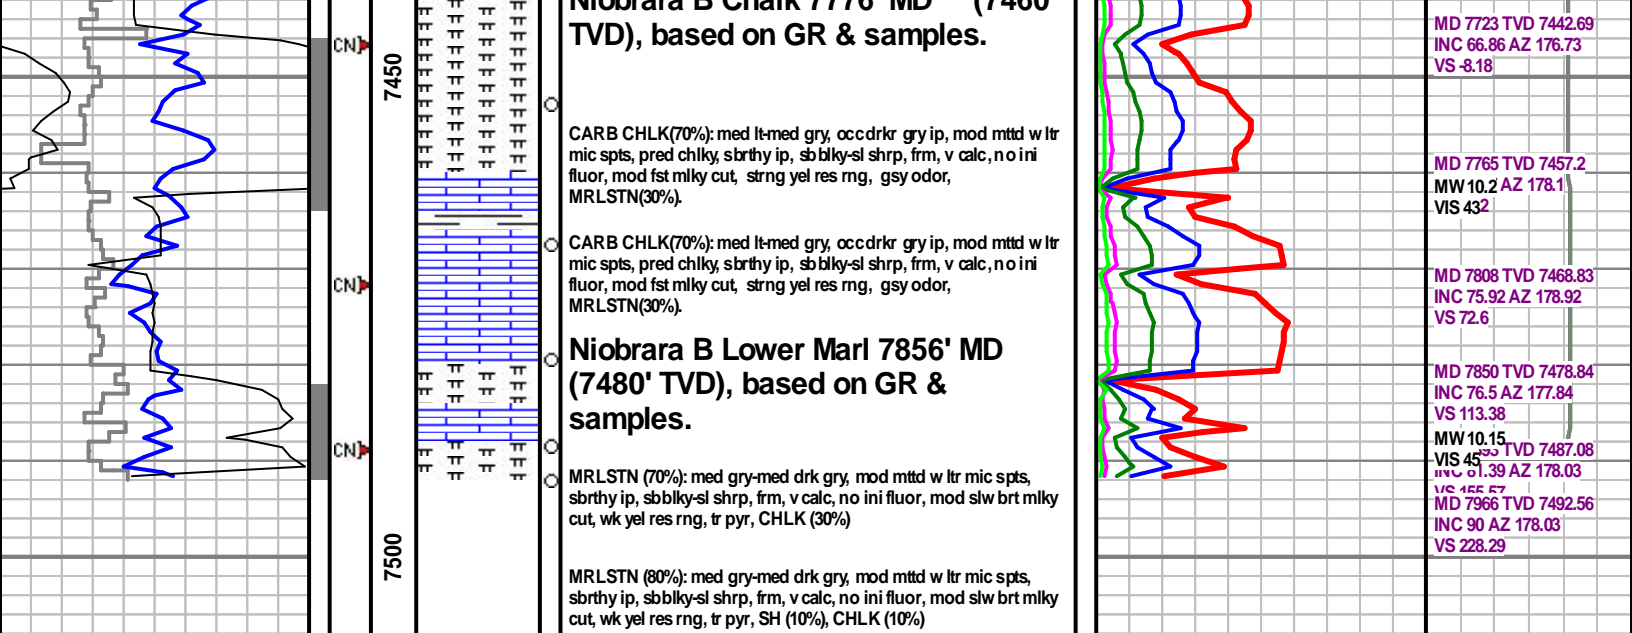 Niobrara B Chalk 7776' MD (7460'
TVD), based on GR & samples.
CN
7450
CARB CHLK(70%): med lt-med gry, occ drkr gry ip, mod mttd w ltr
mic spts, pred chlky, sbrthy ip, sbblky-sl shrp, frm, v calc, no ini
fluor, mod fst mlky cut, strng yel res rng, gsy odor,
MRLSTN(30%).
CARB CHLK(70%): med lt-med gry, occ drkr gry ip, mod mttd w ltr
mic spts, pred chlky, sbrthy ip, sbblky-sl shrp, frm, v calc, no ini
fluor, mod fst mlky cut, strng yel res rng, gsy odor,
MRLSTN(30%).
CN
Niobrara B Lower Marl 7856' MD
(7480' TVD), based on GR &
samples.
CN
MRLSTN (70%): med gry-med drk gry, mod mttd w ltr mic spts,
sbrthy ip, sbblky-sl shrp, frm, v calc, no ini fluor, mod slw brt mlky
cut, wk yel res rng, tr pyr, CHLK (30%)
7500
MRLSTN (80%): med gry-med drk gry, mod mttd w ltr mic spts,
sbrthy ip, sbblky-sl shrp, frm, v calc, no ini fluor, mod slw brt mlky
cut, wk yel res rng, tr pyr, SH (10%), CHLK (10%)
MD 7723 TVD 7442.69
INC 66.86 AZ 176.73
VS -8.18
MD 7765 TVD 7457.2
MW 10.2 AZ 178.1
VIS 43
MD 7808 TVD 7468.83
INC 75.92 AZ 178.92
VS 72.6
MD 7850 TVD 7478.84
INC 76.5 AZ 177.84
VS 113.38
MW 10.15
TVD 7487.08
VIS 45
AZ 178.03
VS 155.57
MD 7966 TVD 7492.56
INC 90 AZ 178.03
VS 228.29